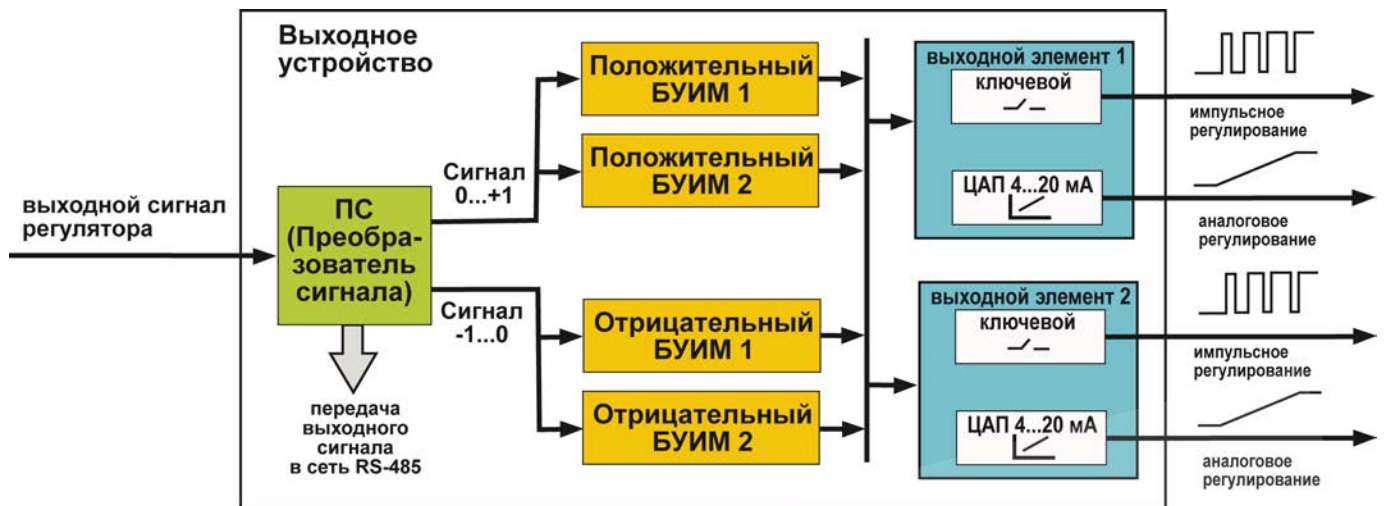 Выходное
устройство
выходной сигнал
регулятора
ПС
(Преобра-
зователь
сигнала)
передача
выходного
сигнала
в сеть RS-485
Сигнал
0...+1
Сигнал
-1...0
Положительный
БУИМ 1
Положительный
БУИМ 2
Отрицательный
БУИМ 1
Отрицательный
БУИМ 2
выходной элемент 1
ключевой
ЦАП 4...20 мА
импульсное
регулирование
аналоговое
регулирование
выходной элемент 2
ключевой
ЦАП 4...20 мА
импульсное
регулирование
аналоговое
регулирование